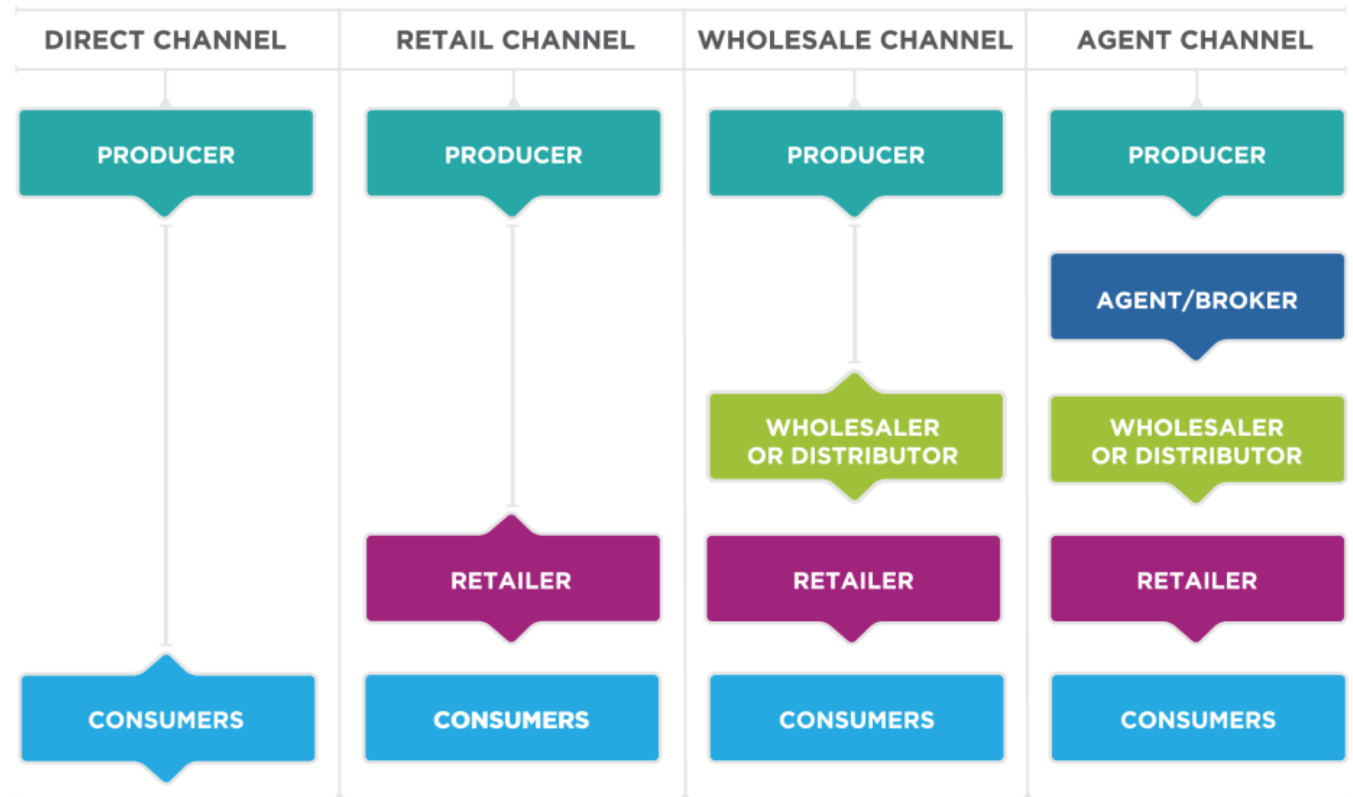 DIRECT CHANNEL
RETAIL CHANNEL
WHOLESALE CHANNEL
AGENT CHANNEL
PRODUCER
PRODUCER
PRODUCER
PRODUCER
AGENT/BROKER
WHOLESALER
OR DISTRIBUTOR
WHOLESALER
OR DISTRIBUTOR
RETAILER
RETAILER
RETAILER
CONSUMERS
CONSUMERS
CONSUMERS
CONSUMERS